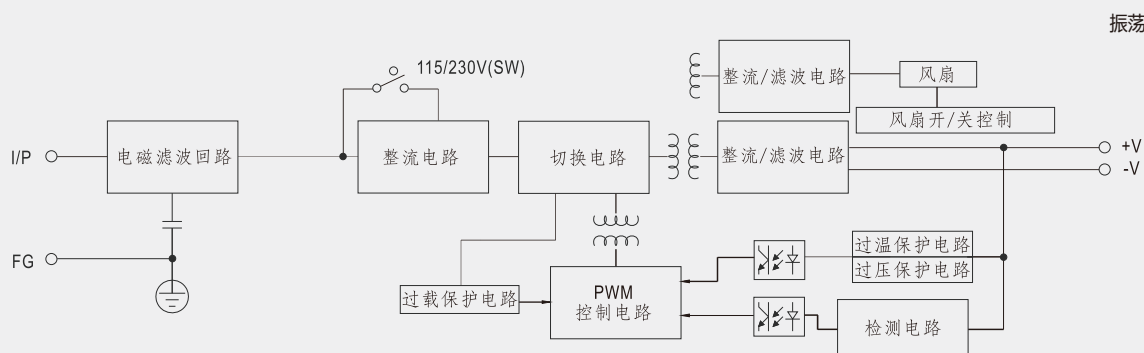 振荡
115/230V(SW)
整流/滤波电路
风扇
风扇开/关控制
I/P
电磁滤波回路
整流电路
切换电路
整流/滤波电路
+V
-V
FG
过温保护电路
过压保护电路
过载保护电路
PWM
控制电路
检测电路